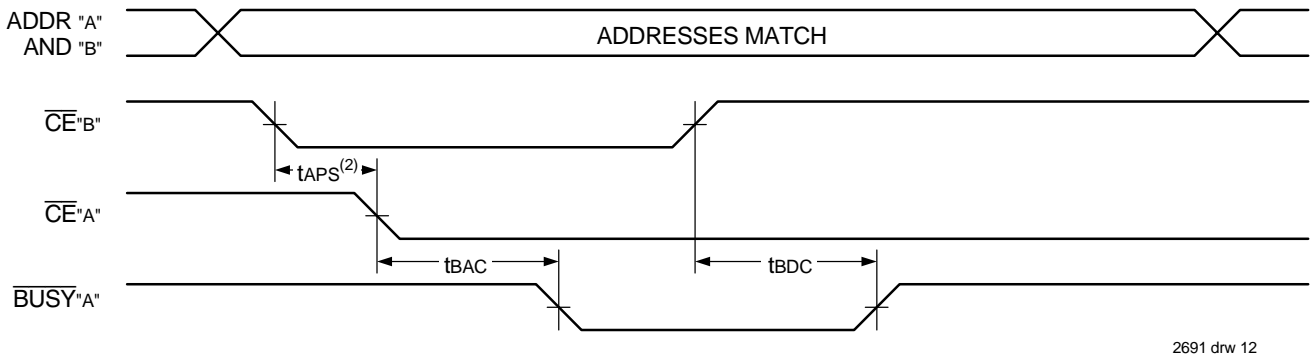 ADDR "A"
AND "B"
ADDRESSES MATCH
CE"B"
tAPS(2)
CE"A"
tBAC
tBDC
BUSY"A"
2691 drw 12